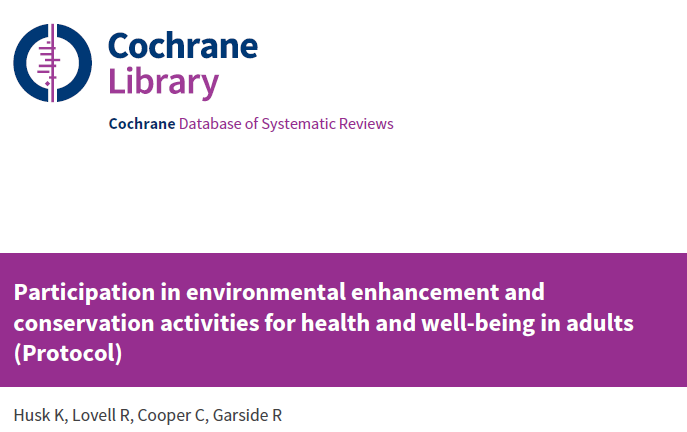 Cochrane
Library
Cochrane Database of Systematic Reviews
Participation in environmental enhancement and
conservation activities for health and well-being in adults
(Protocol)
Husk K, Lovell R, Cooper C, Garside R